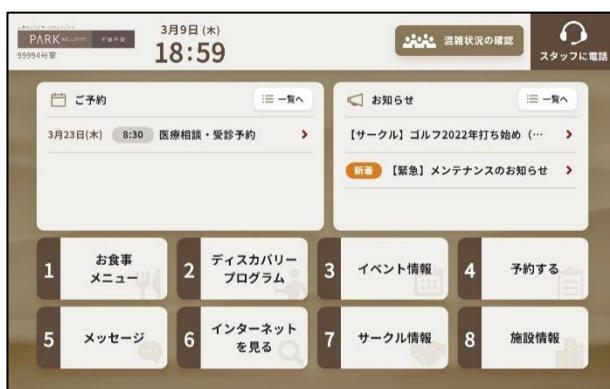 PARK WELLSTATE 千里中央
99994号室
3月9日(木)
18:59
混雑状況の確認
スタッフに電話
ご予約
一覧へ
3月23日(木) 8:30 医療相談・受診予約
お知らせ
一覧へ
【サークル】ゴルフ2022年打ち始め（…
新着 【緊急】メンテナンスのお知らせ
1 お食事
メニュー
2 ディスカバリー
プログラム
3 イベント情報
4 予約する
5 メッセージ
6 インターネット
を見る
7 サークル情報
8 施設情報